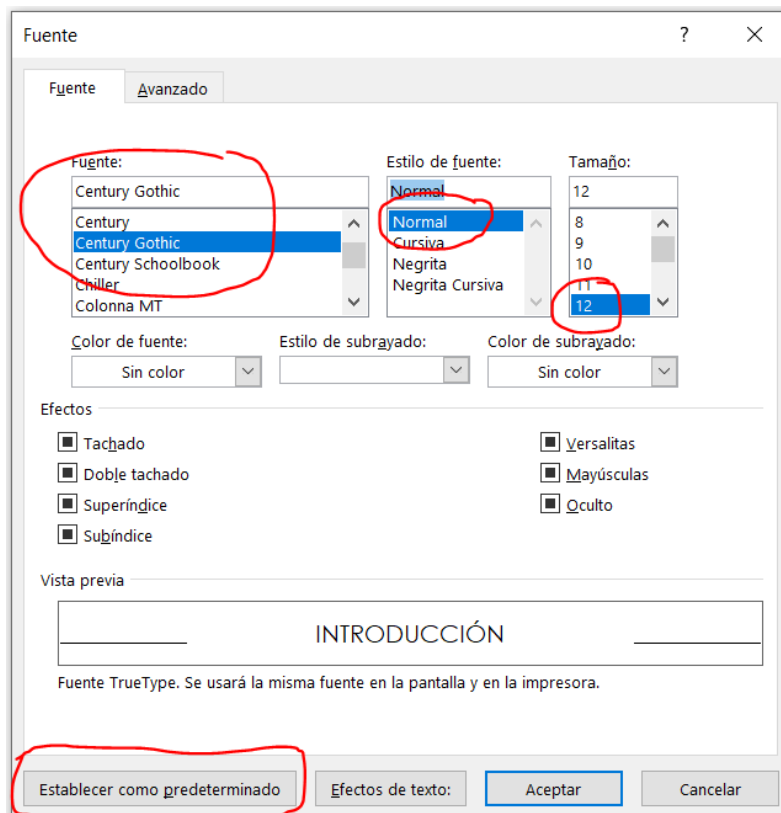 Fuente ?
Fuente Avanzado
Fuente: Estilo de fuente: Tamaño:
Century Gothic Normal 12
Century Normal 8
Century Gothic Cursiva 9
Century Schoolbook Negrita 10
Chiller Negrita Cursiva 11
Colonna MT 12
Color de fuente: Estilo de subrayado: Color de subrayado:
Sin color Sin color
Efectos
Tachado Versalitas
Doble tachado Mayúsculas
Superíndice Oculto
Subíndice
Vista previa
INTRODUCCIÓN
Fuente TrueType. Se usará la misma fuente en la pantalla y en la impresora.
Establecer como predeterminado Efectos de texto: Aceptar Cancelar